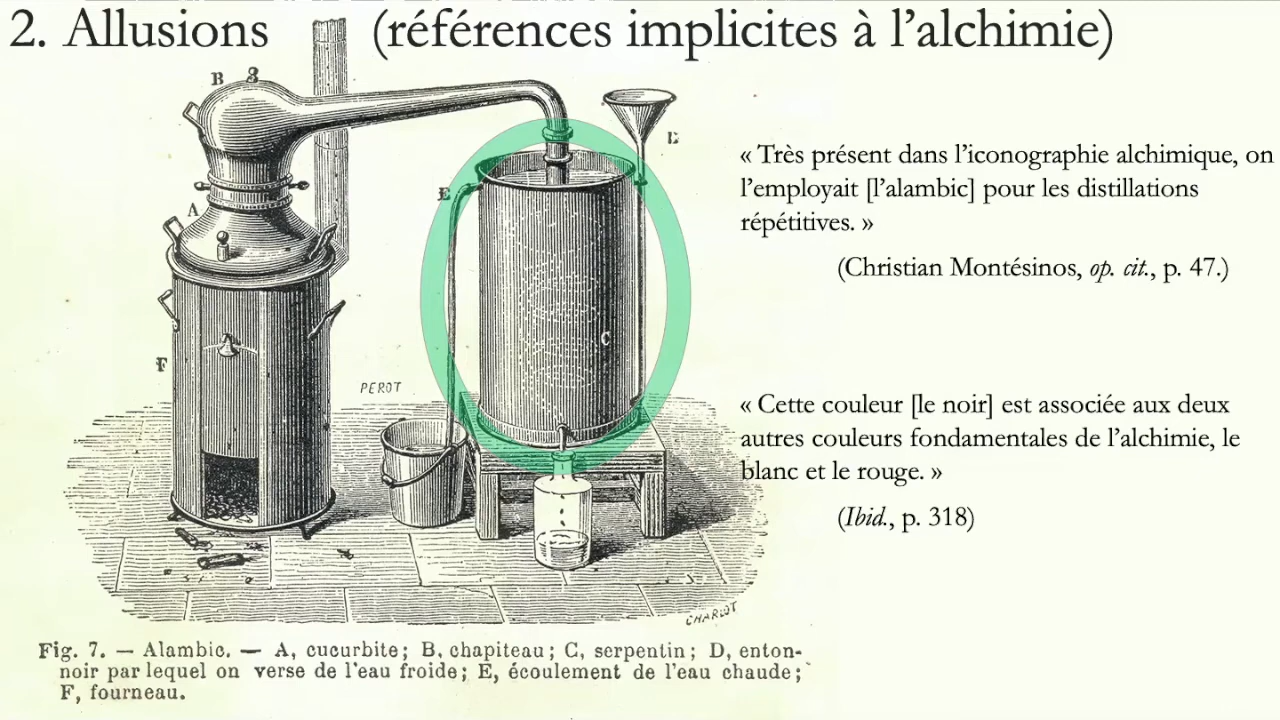 2. Allusions (références implicites à l’alchimie)
B
E
A
F
D
C
PEROT
CHARLOT
« Très présent dans l’iconographie alchimique, on
l’employait [l’alambic] pour les distillations
répétitives. »
(Christian Montésinos, op. cit., p. 47.)
« Cette couleur [le noir] est associée aux deux
autres couleurs fondamentales de l’alchimie, le
blanc et le rouge. »
(Ibid., p. 318)
Fig. 7. — Alambic. — A, cucurbite; B, chapiteau; C, serpentin; D, enton-
noir par lequel on verse de l'eau froide; E, écoulement de l'eau chaude;
F, fourneau.